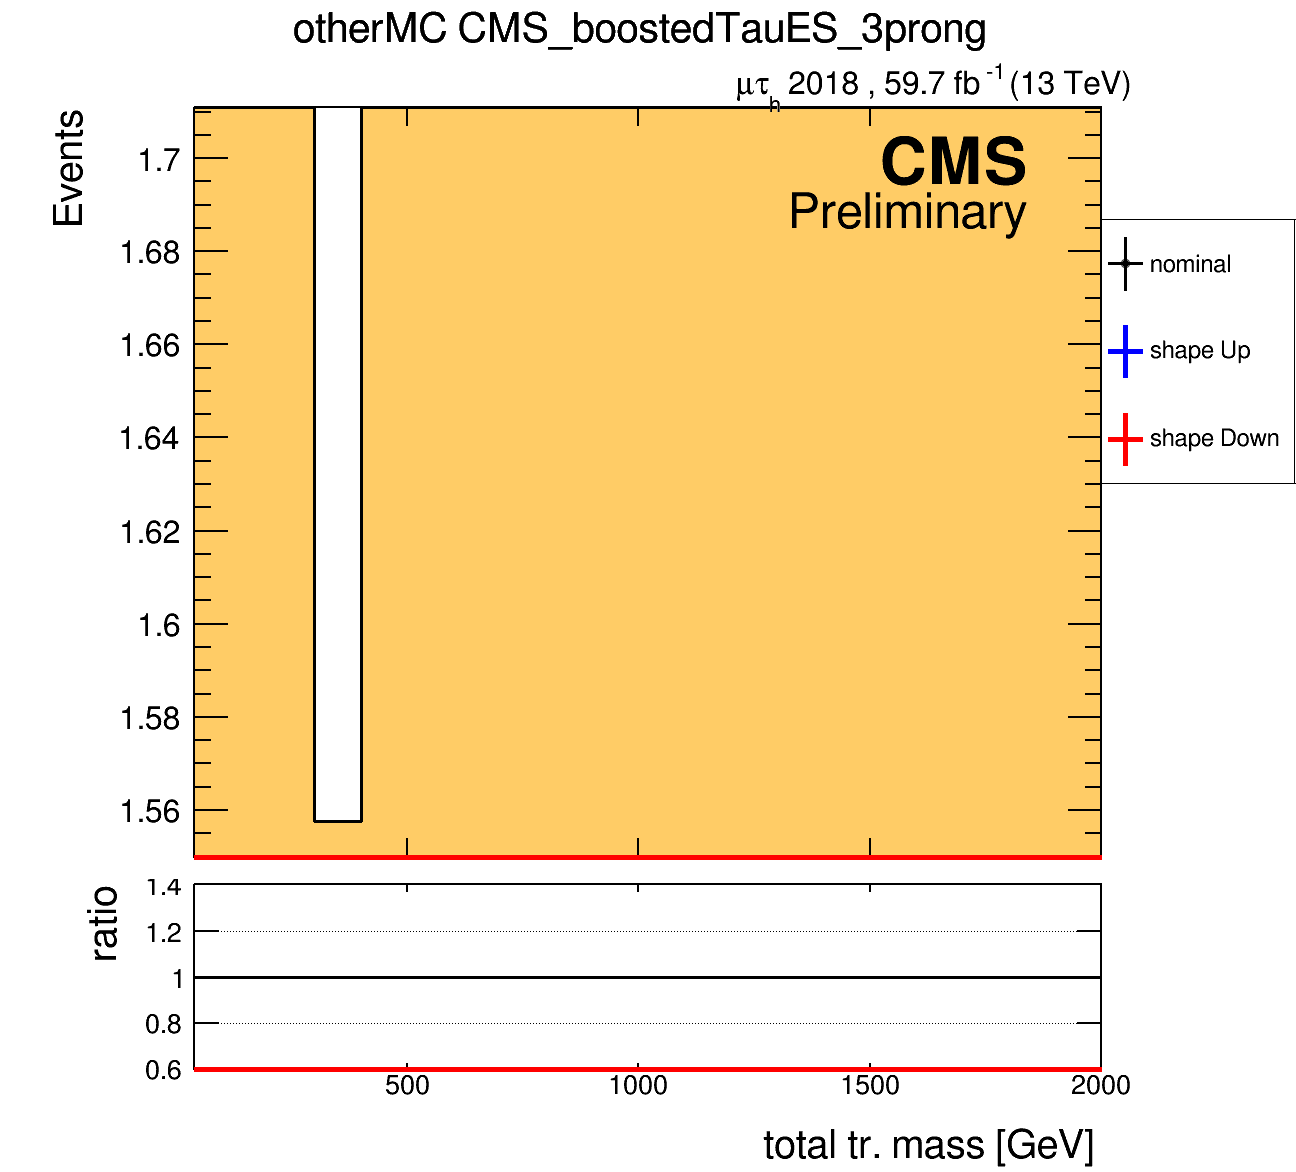 otherMC CMS_boostedTauES_3prong
μτh 2018 , 59.7 fb-1 (13 TeV)
Events
CMS
Preliminary
1.7
1.68
1.66
1.64
1.62
1.6
1.58
1.56
nominal
shape Up
shape Down
ratio
1.4
1.2
1
0.8
0.6
500 1000 1500 2000
total tr. mass [GeV]